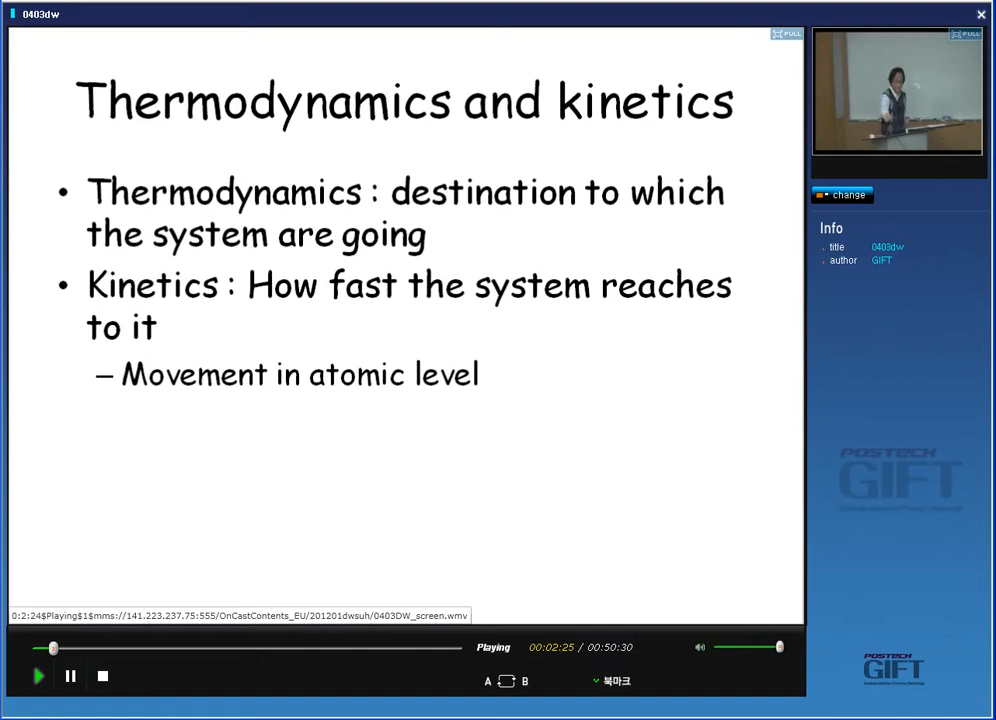 0403dw
FULL
FULL
Thermodynamics and kinetics
• Thermodynamics : destination to which
the system are going
• Kinetics : How fast the system reaches
to it
– Movement in atomic level
change
Info
title 0403dw
author GIFT
POSTECH
GIFT
0:2:24$Playing$1$mms://141.223.237.75:555/OnCastContents_EU/201201dwsuh/0403DW_screen.wmv
Playing 00:02:25 / 00:50:30
A B
북마크
POSTECH
GIFT